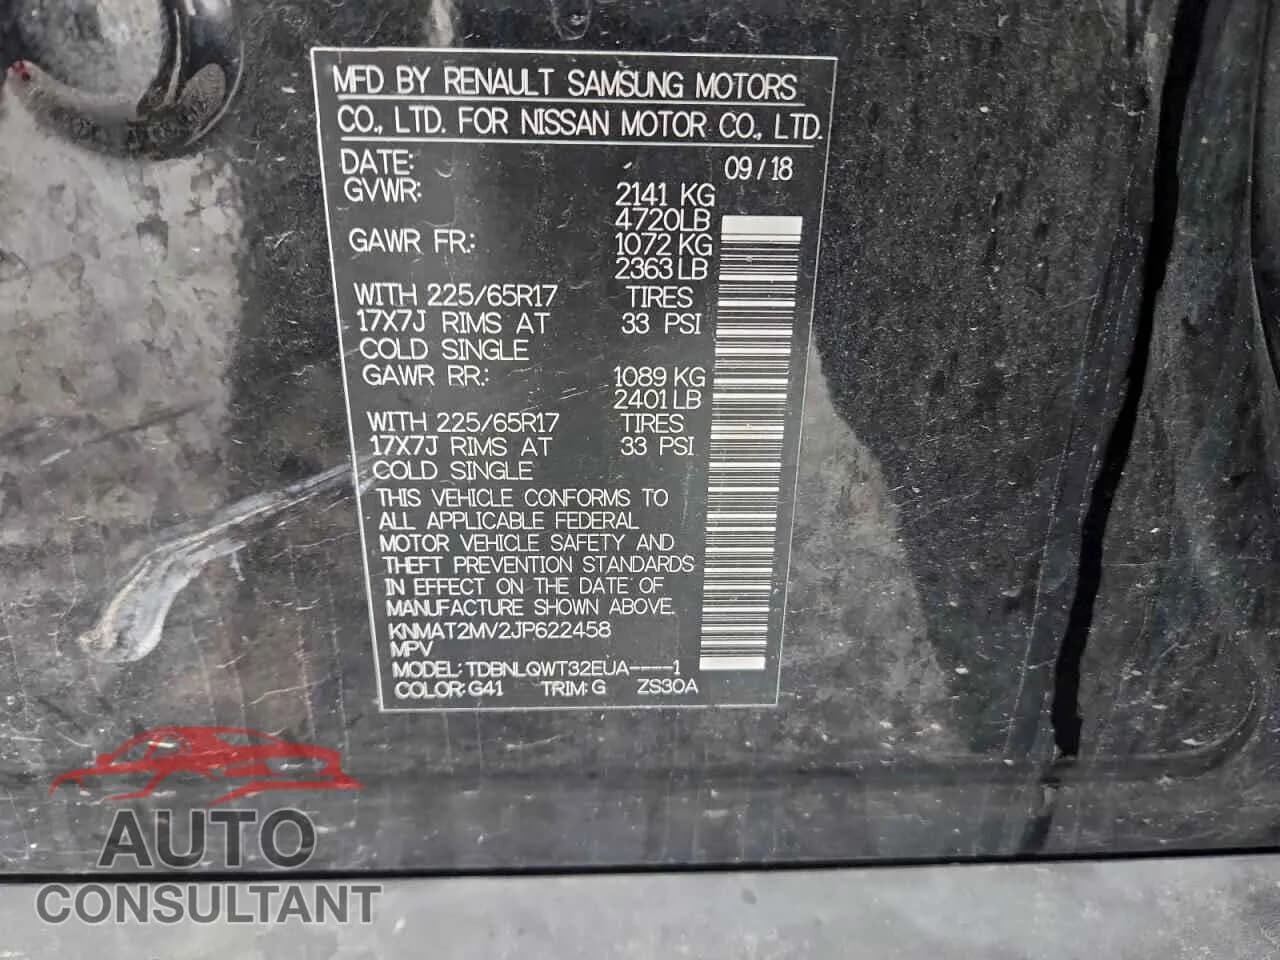 MFD BY RENAULT SAMSUNG MOTORS
CO., LTD. FOR NISSAN MOTOR CO., LTD.
DATE: 09 / 18
GVWR: 2141 KG
4720LB
GAWR FR.: 1072 KG
2363 LB
WITH 225/65R17 TIRES
17X7J RIMS AT 33 PSI
COLD SINGLE
GAWR RR.: 1089 KG
2401 LB
WITH 225/65R17 TIRES
17X7J RIMS AT 33 PSI
COLD SINGLE
THIS VEHICLE CONFORMS TO
ALL APPLICABLE FEDERAL
MOTOR VEHICLE SAFETY AND
THEFT PREVENTION STANDARDS
IN EFFECT ON THE DATE OF
MANUFACTURE SHOWN ABOVE.
KNMAT2MV2JP622458
MPV
MODEL: TDBNLQWT32EUA----1
COLOR: G41 TRIM: G ZS30A
AUTO
CONSULTANT